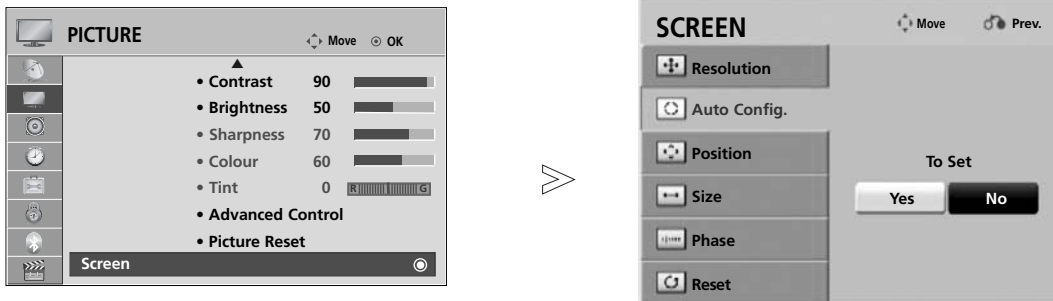 PICTURE
Move
OK
• Contrast 90
• Brightness 50
• Sharpness 70
• Colour 60
• Tint 0 R G
• Advanced Control
• Picture Reset
Screen
SCREEN
Move
Prev.
Resolution
Auto Config.
Position
Size
Phase
Reset
To Set
Yes
No